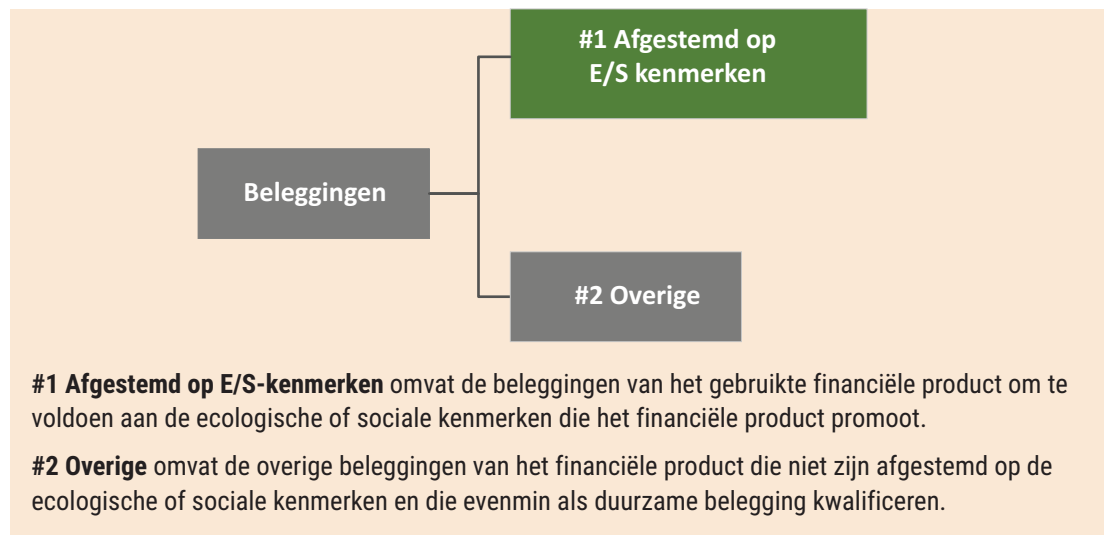 #1 Afgestemd op
E/S kenmerken
Beleggingen
#2 Overige
#1 Afgestemd op E/S-kenmerken omvat de beleggingen van het gebruikte financiële product om te
voldoen aan de ecologische of sociale kenmerken die het financiële product promoot.
#2 Overige omvat de overige beleggingen van het financiële product die niet zijn afgestemd op de
ecologische of sociale kenmerken en die evenmin als duurzame belegging kwalificeren.